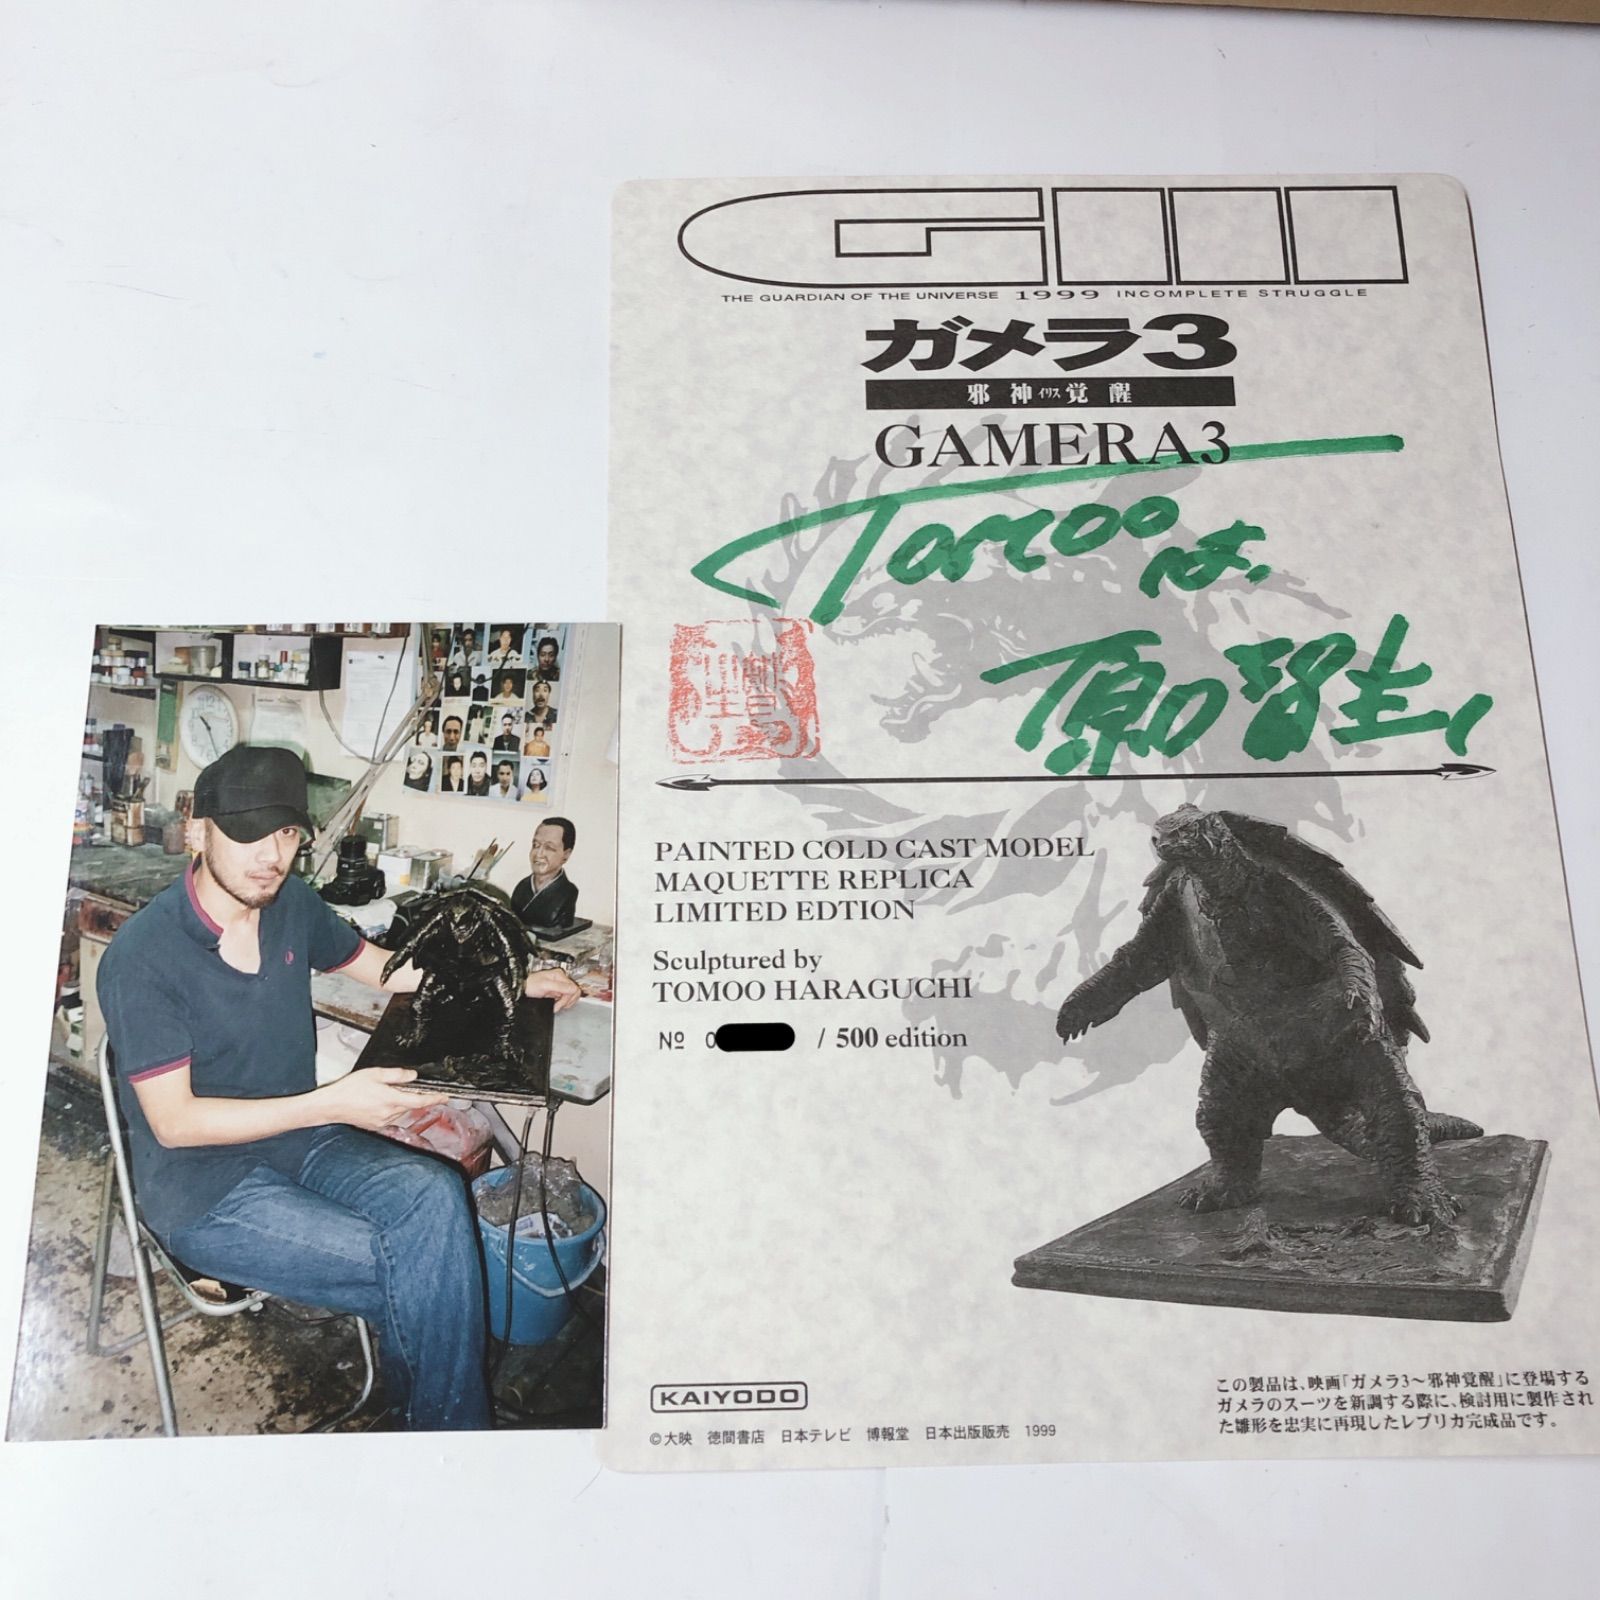 GIII
THE GUARDIAN OF THE UNIVERSE 1999 INCOMPLETE STRUGGLE
ガメラ3
邪神イリス覚醒
GAMERA3
Tomoo
PAINTED COLD CAST MODEL
MAQUETTE REPLICA
LIMITED EDTION
Sculptured by
TOMOO HARAGUCHI
№ 0 / 500 edition
KAIYODO
©大映 徳間書店 日本テレビ 博報堂 日本出版販売 1999
この製品は、映画「ガメラ3～邪神覚醒」に登場する
ガメラのスーツを新調する際に、検討用に製作され
た雛形を忠実に再現したレプリカ完成品です。